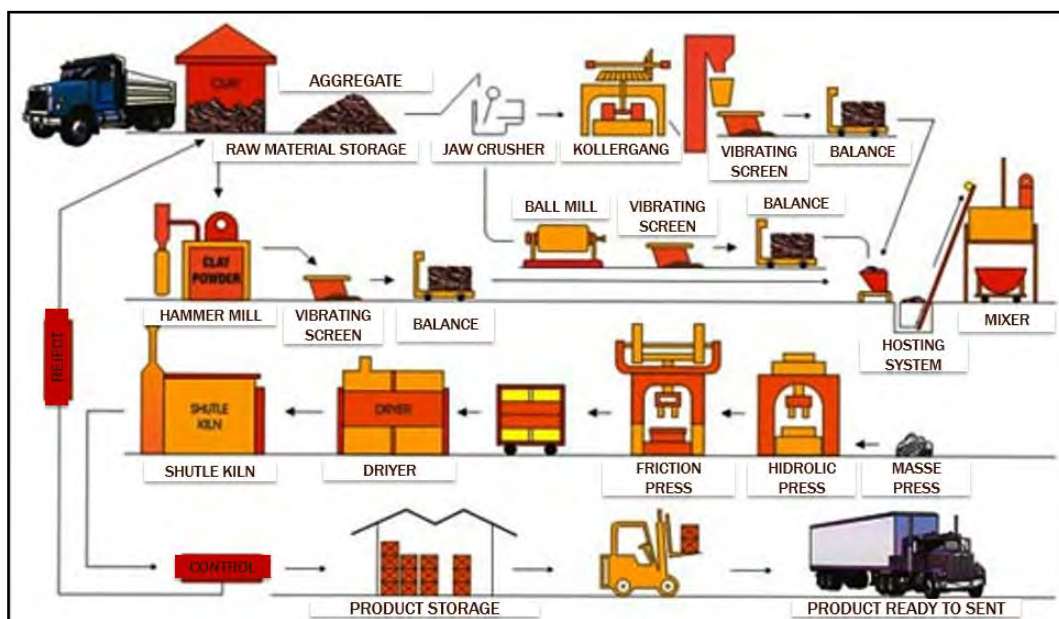 CLAY
AGGREGATE
RAW MATERIAL STORAGE
JAW CRUSHER
KOLLERGANG
VIBRATING
SCREEN
BALANCE
BALL MILL
VIBRATING
SCREEN
BALANCE
CLAY
POWDER
HAMMER MILL
VIBRATING
SCREEN
BALANCE
HOSTING
SYSTEM
MIXER
REJECT
SHUTLE
KILN
SHUTLE KILN
DRYER
DRIYER
FRICTION
PRESS
HIDROLIC
PRESS
MASSE
PRESS
CONTROL
PRODUCT STORAGE
PRODUCT READY TO SENT